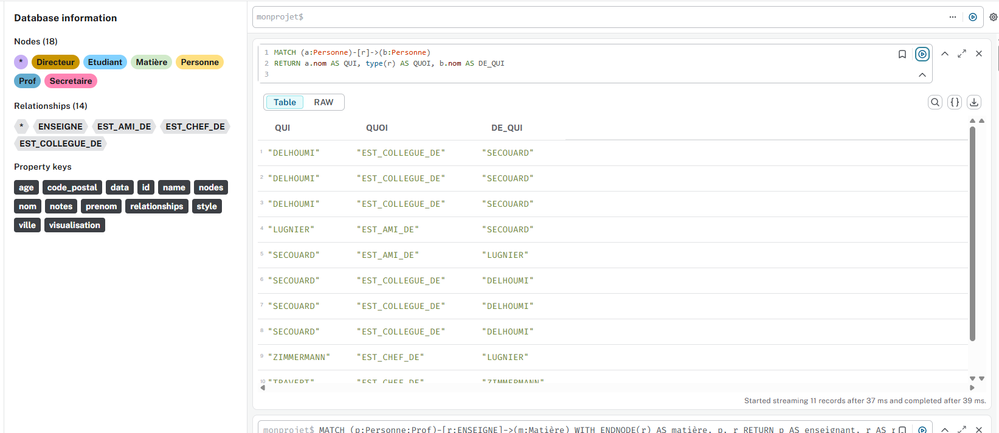 Database information
Nodes (18)
* Directeur Etudiant Matière Personne
Prof Secretaire
Relationships (14)
* ENSEIGNE EST_AMI_DE EST_CHEF_DE
EST_COLLEGUE_DE
Property keys
age code_postal data id name nodes
nom notes prenom relationships style
ville visualisation
monprojet$
1 MATCH (a:Personne)-[r]->(b:Personne)
2 RETURN a.nom AS QUI, type(r) AS QUOI, b.nom AS DE_QUI
3
Table RAW
QUI QUOI DE_QUI
1 "DELHOUMI" "EST_COLLEGUE_DE" "SECOUARD"
2 "DELHOUMI" "EST_COLLEGUE_DE" "SECOUARD"
3 "DELHOUMI" "EST_COLLEGUE_DE" "SECOUARD"
4 "LUGNIER" "EST_AMI_DE" "SECOUARD"
5 "SECOUARD" "EST_AMI_DE" "LUGNIER"
6 "SECOUARD" "EST_COLLEGUE_DE" "DELHOUMI"
7 "SECOUARD" "EST_COLLEGUE_DE" "DELHOUMI"
8 "SECOUARD" "EST_COLLEGUE_DE" "DELHOUMI"
9 "ZIMMERMANN" "EST_CHEF_DE" "LUGNIER"
10 "TRAVERT" "EST_CHEF_DE" "ZIMMERMANN"
Started streaming 11 records after 37 ms and completed after 39 ms.
monprojet$ MATCH (p:Personne:Prof)-[r:ENSEIGNE]->(m:Matière) WITH ENDNODE(r) AS matière, p, r RETURN p AS enseignant, r AS r